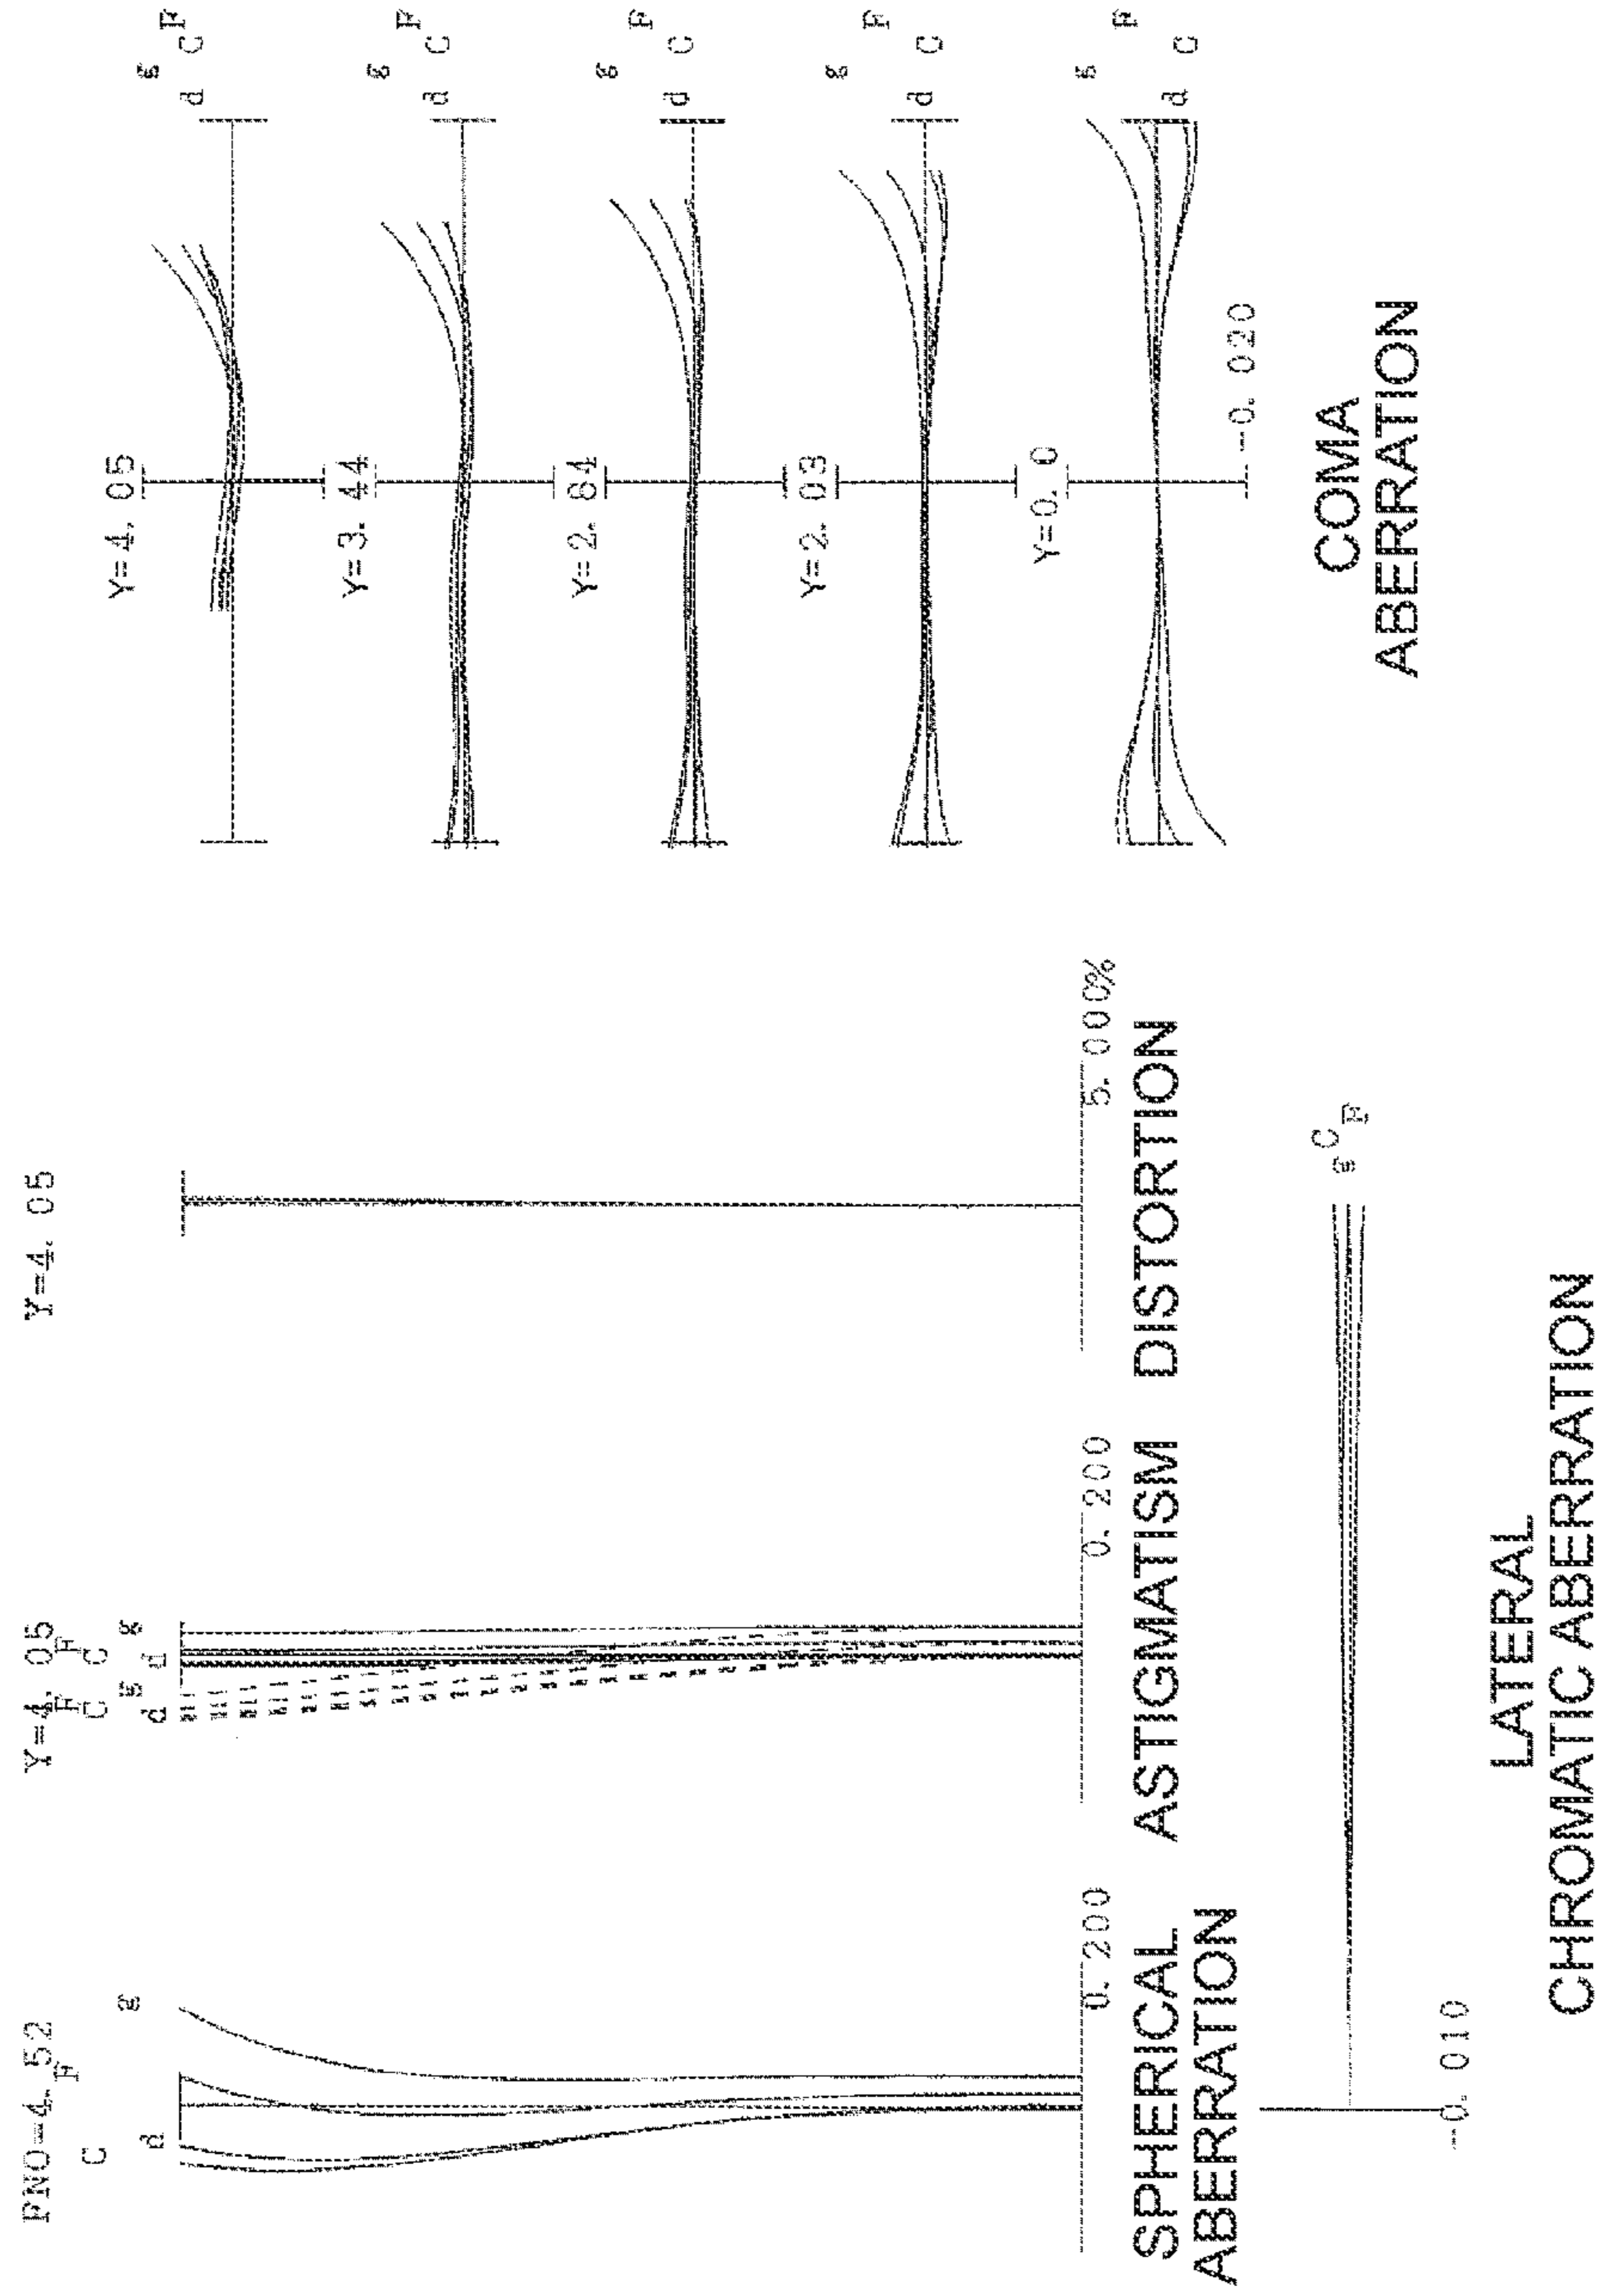 FNO=4. 52
F
C
g
d
0. 200
SPHERICAL
ABERRATION
Y=4. 05
F F
C C
g g
d d
0. 200
ASTIGMATISM
Y=4. 05
5. 00%
DISTORTION
g C F
-0. 010
LATERAL
CHROMATIC ABERRATION
Y=4. 05
g F
d C
Y=3. 44
g F
d C
Y=2. 84
g F
d C
Y=2. 03
g F
d C
Y=0. 0
g F
d C
-0. 020
COMA
ABERRATION